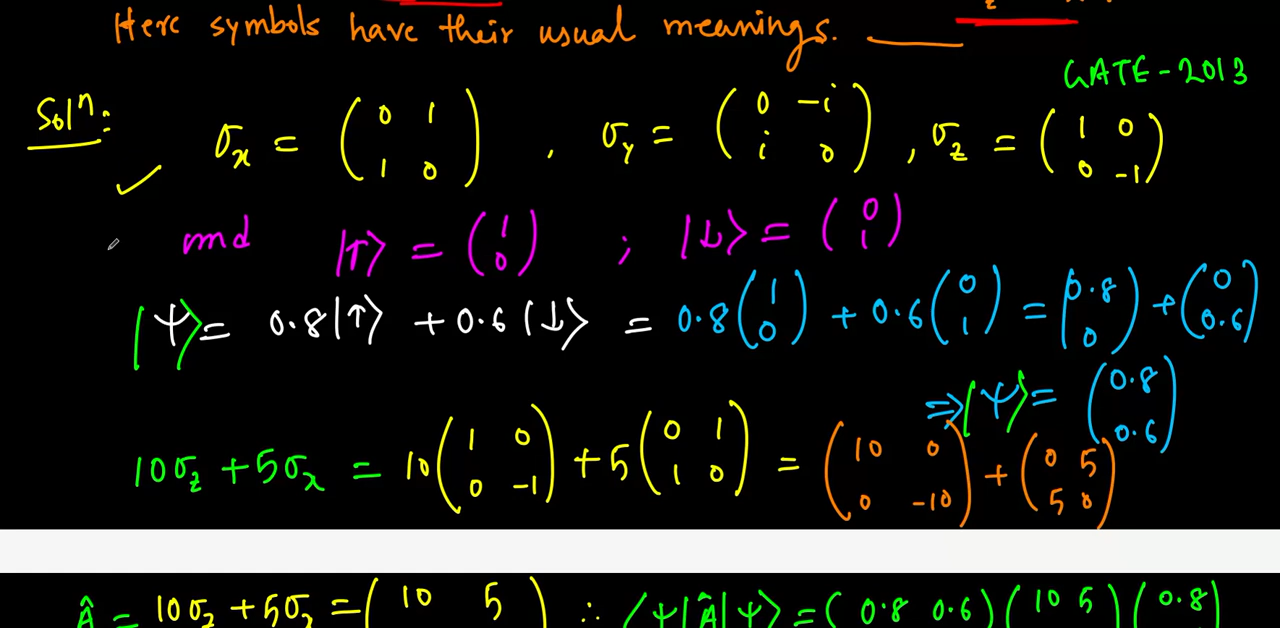 Here symbols have their usual meanings.
GATE-2013
Solⁿ: σx = (0 1 1 0) , σy = (0 -i i 0) , σz = (1 0 0 -1)
and |↑⟩ = (1 0) ; |↓⟩ = (0 1)
|Ψ⟩ = 0.8|↑⟩ + 0.6|↓⟩ = 0.8(1 0) + 0.6(0 1) = (0.8 0) + (0 0.6)
⇒ |Ψ⟩ = (0.8 0.6)
10σz + 5σx = 10(1 0 0 -1) + 5(0 1 1 0) = (10 0 0 -10) + (0 5 5 0)
Â = 10σz + 5σx = (10 5 ∴ ⟨Ψ|Â|Ψ⟩ = (0.8 0.6)(10 5)(0.8)